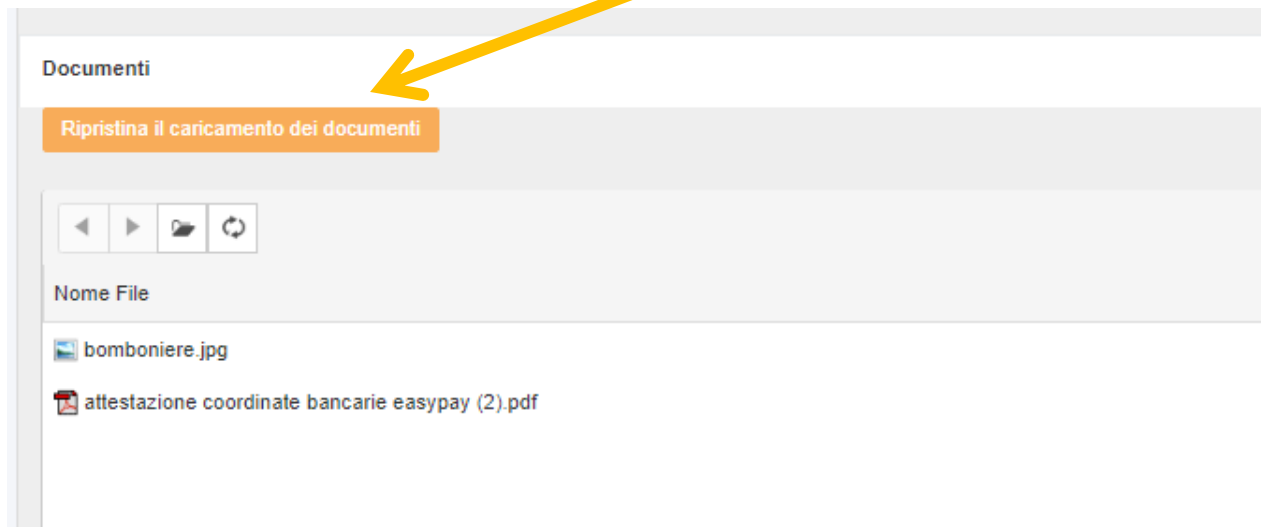 Documenti
Ripristina il caricamento dei documenti
Nome File
bomboniere.jpg
attestazione coordinate bancarie easypay (2).pdf